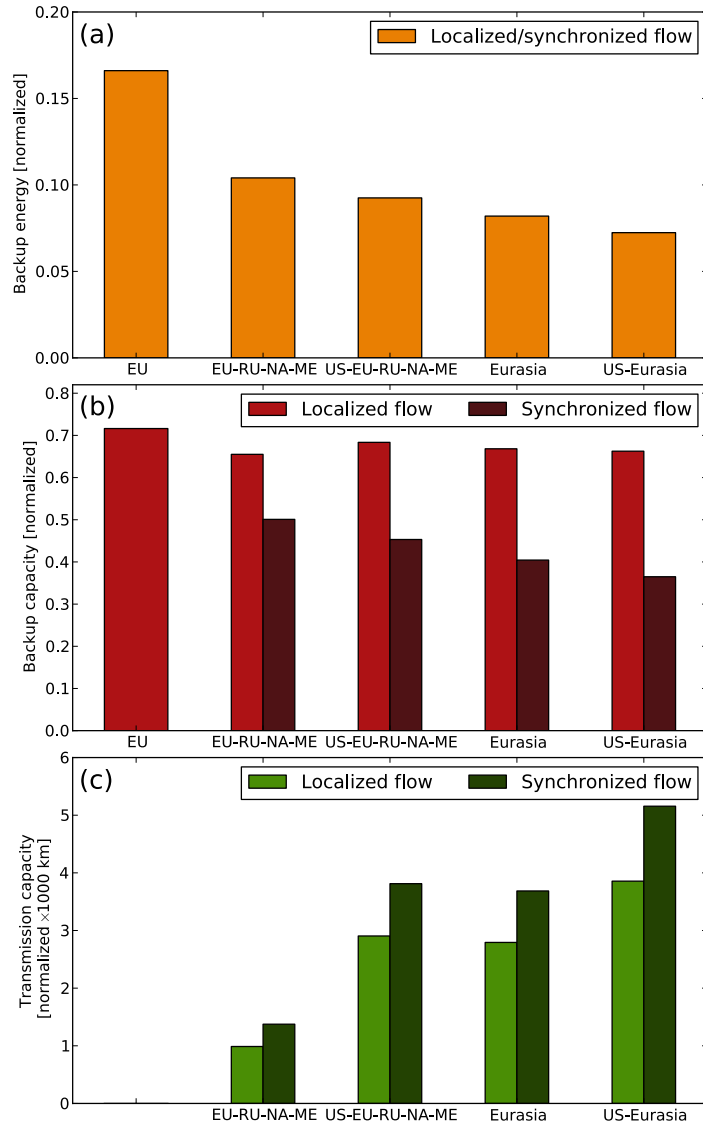 (a)
Localized/synchronized flow
Backup energy [normalized]
0.20
0.15
0.10
0.05
0.00
EU
EU-RU-NA-ME
US-EU-RU-NA-ME
Eurasia
US-Eurasia
(b)
Localized flow
Synchronized flow
Backup capacity [normalized]
0.8
0.7
0.6
0.5
0.4
0.3
0.2
0.1
0.0
EU
EU-RU-NA-ME
US-EU-RU-NA-ME
Eurasia
US-Eurasia
(c)
Localized flow
Synchronized flow
Transmission capacity
[normalized ×1000 km]
6
5
4
3
2
1
0
EU-RU-NA-ME
US-EU-RU-NA-ME
Eurasia
US-Eurasia